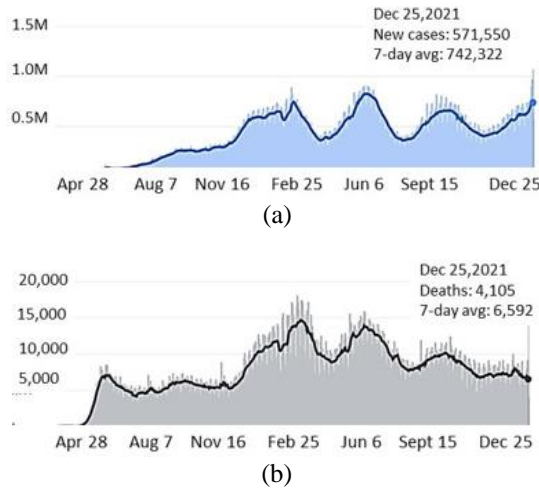 1.5M
Dec 25,2021
New cases: 571,550
7-day avg: 742,322
1.0M
0.5M
Apr 28 Aug 7 Nov 16 Feb 25 Jun 6 Sept 15 Dec 25
(a)
Dec 25,2021
Deaths: 4,105
7-day avg: 6,592
20,000
15,000
10,000
5,000
Apr 28 Aug 7 Nov 16 Feb 25 Jun 6 Sept 15 Dec 25
(b)